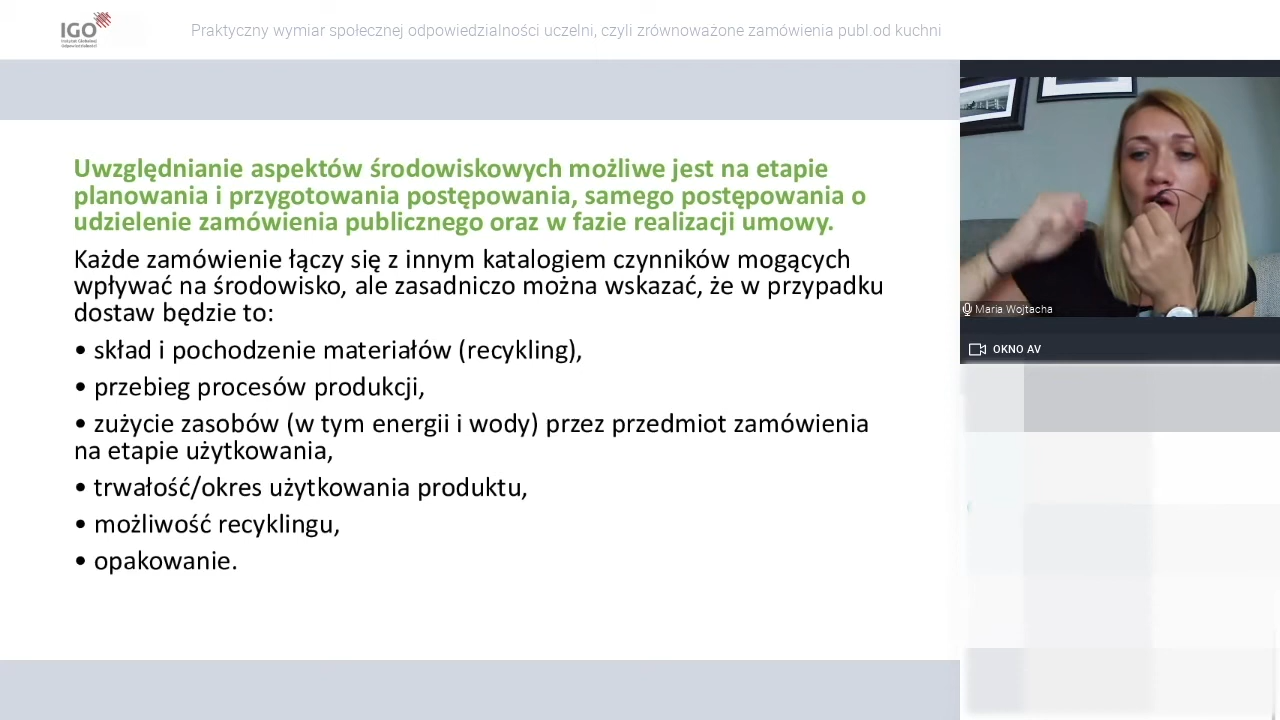 IGO
Instytut Globalnej
Odpowiedzialności
Praktyczny wymiar społecznej odpowiedzialności uczelni, czyli zrównoważone zamówienia publ.od kuchni
Uwzględnianie aspektów środowiskowych możliwe jest na etapie
planowania i przygotowania postępowania, samego postępowania o
udzielenie zamówienia publicznego oraz w fazie realizacji umowy.
Każde zamówienie łączy się z innym katalogiem czynników mogących
wpływać na środowisko, ale zasadniczo można wskazać, że w przypadku
dostaw będzie to:
• skład i pochodzenie materiałów (recykling),
• przebieg procesów produkcji,
• zużycie zasobów (w tym energii i wody) przez przedmiot zamówienia
na etapie użytkowania,
• trwałość/okres użytkowania produktu,
• możliwość recyklingu,
• opakowanie.
Maria Wojtacha
OKNO AV